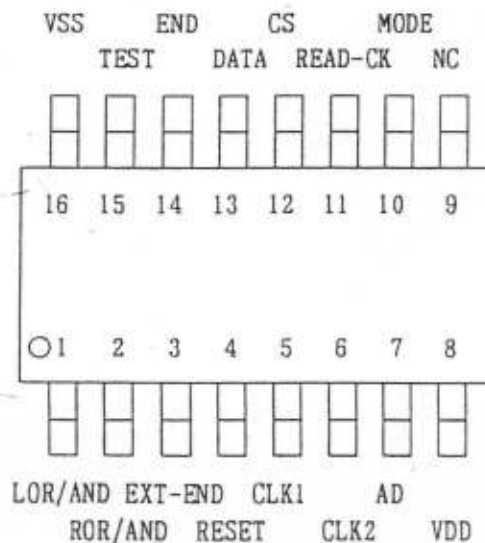 VSS END CS MODE
TEST DATA READ-CK NC
16 15 14 13 12 11 10 9
1 2 3 4 5 6 7 8
LOR/AND EXT-END CLK1 AD
ROR/AND RESET CLK2 VDD